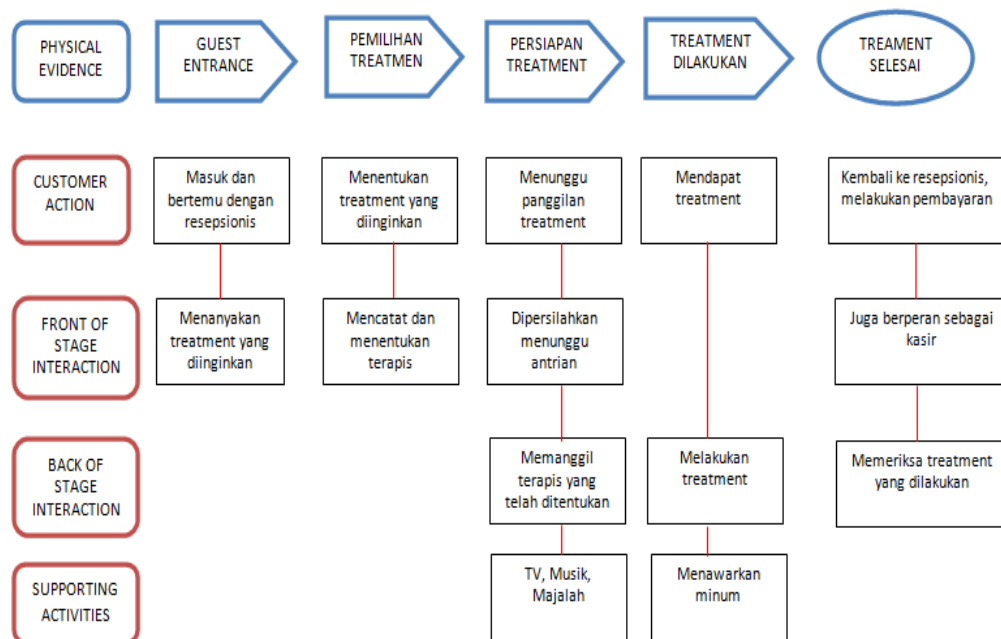 PHYSICAL
EVIDENCE
GUEST
ENTRANCE
PEMILIHAN
TREATMEN
PERSIAPAN
TREATMENT
TREATMENT
DILAKUKAN
TREAMENT
SELESAI
CUSTOMER
ACTION
Masuk dan
bertemu dengan
resepsionis
Menentukan
treatment yang
diinginkan
Menunggu
panggilan
treatment
Mendapat
treatment
Kembali ke resepsionis,
melakukan pembayaran
FRONT OF
STAGE
INTERACTION
Menanyakan
treatment yang
diinginkan
Mencatat dan
menentukan
terapis
Dipersilahkan
menunggu
antrian
Juga berperan sebagai
kasir
BACK OF
STAGE
INTERACTION
Memanggil
terapis yang
telah ditentukan
Melakukan
treatment
Memeriksa treatment
yang dilakukan
SUPPORTING
ACTIVITIES
TV, Musik,
Majalah
Menawarkan
minum